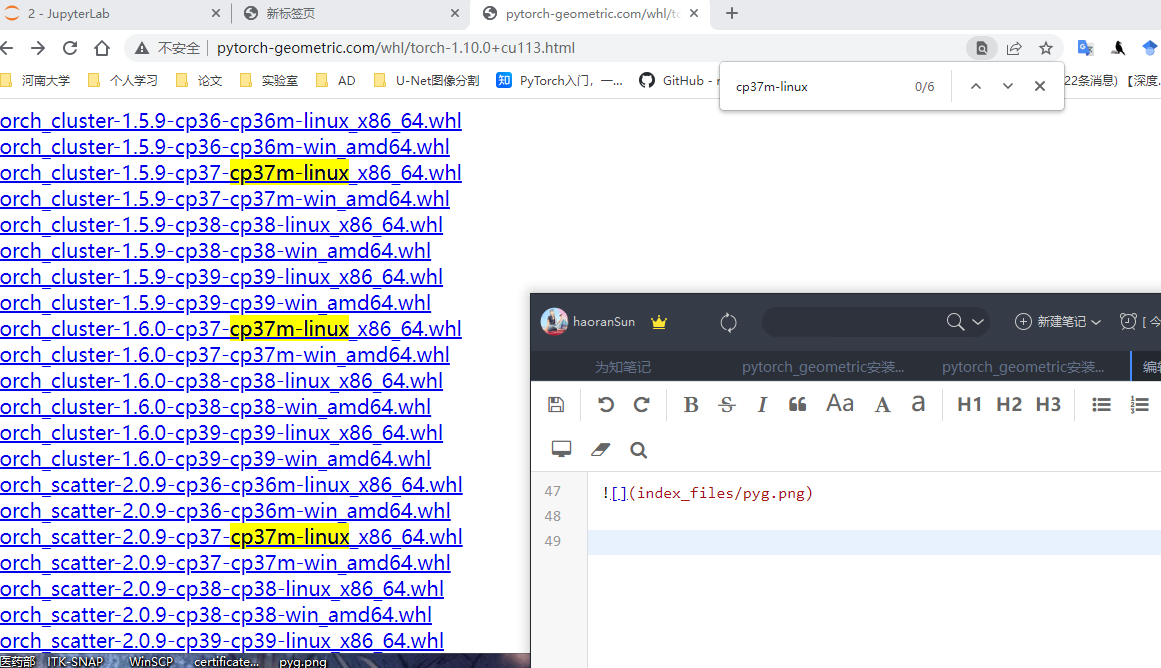 2 - JupyterLab
新标签页
pytorch-geometric.com/whl/to
不安全
pytorch-geometric.com/whl/torch-1.10.0+cu113.html
河南大学
个人学习
论文
实验室
AD
U-Net图像分割
知 PyTorch入门，一...
GitHub - r
22条消息) 【深度
cp37m-linux
0/6
orch_cluster-1.5.9-cp36-cp36m-linux_x86_64.whl
orch_cluster-1.5.9-cp36-cp36m-win_amd64.whl
orch_cluster-1.5.9-cp37-cp37m-linux_x86_64.whl
orch_cluster-1.5.9-cp37-cp37m-win_amd64.whl
orch_cluster-1.5.9-cp38-cp38-linux_x86_64.whl
orch_cluster-1.5.9-cp38-cp38-win_amd64.whl
orch_cluster-1.5.9-cp39-cp39-linux_x86_64.whl
orch_cluster-1.5.9-cp39-cp39-win_amd64.whl
orch_cluster-1.6.0-cp37-cp37m-linux_x86_64.whl
orch_cluster-1.6.0-cp37-cp37m-win_amd64.whl
orch_cluster-1.6.0-cp38-cp38-linux_x86_64.whl
orch_cluster-1.6.0-cp38-cp38-win_amd64.whl
orch_cluster-1.6.0-cp39-cp39-linux_x86_64.whl
orch_cluster-1.6.0-cp39-cp39-win_amd64.whl
orch_scatter-2.0.9-cp36-cp36m-linux_x86_64.whl
orch_scatter-2.0.9-cp36-cp36m-win_amd64.whl
orch_scatter-2.0.9-cp37-cp37m-linux_x86_64.whl
orch_scatter-2.0.9-cp37-cp37m-win_amd64.whl
orch_scatter-2.0.9-cp38-cp38-linux_x86_64.whl
orch_scatter-2.0.9-cp38-cp38-win_amd64.whl
orch_scatter-2.0.9-cp39-cp39-linux_x86_64.whl
haoranSun
新建笔记
[ 今
为知笔记
pytorch_geometric安装...
pytorch_geometric安装...
编辑
B S I Aa A a H1 H2 H3
47 ![](index_files/pyg.png)
48
49
医药部
ITK-SNAP
WinSCP
certificate...
pyg.png